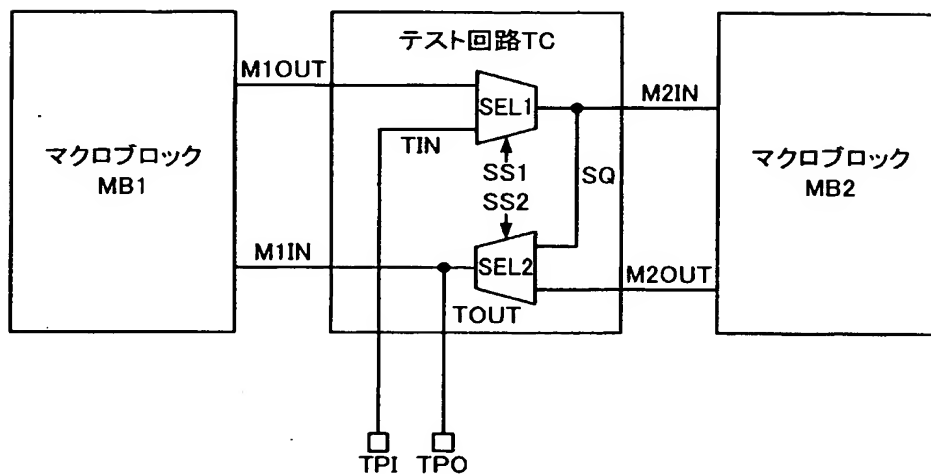 テスト回路TC
M1OUT
SEL1
M2IN
TIN
SS1
SS2
SQ
マクロブロック
MB1
マクロブロック
MB2
M1IN
SEL2
M2OUT
TOUT
TPI
TPO